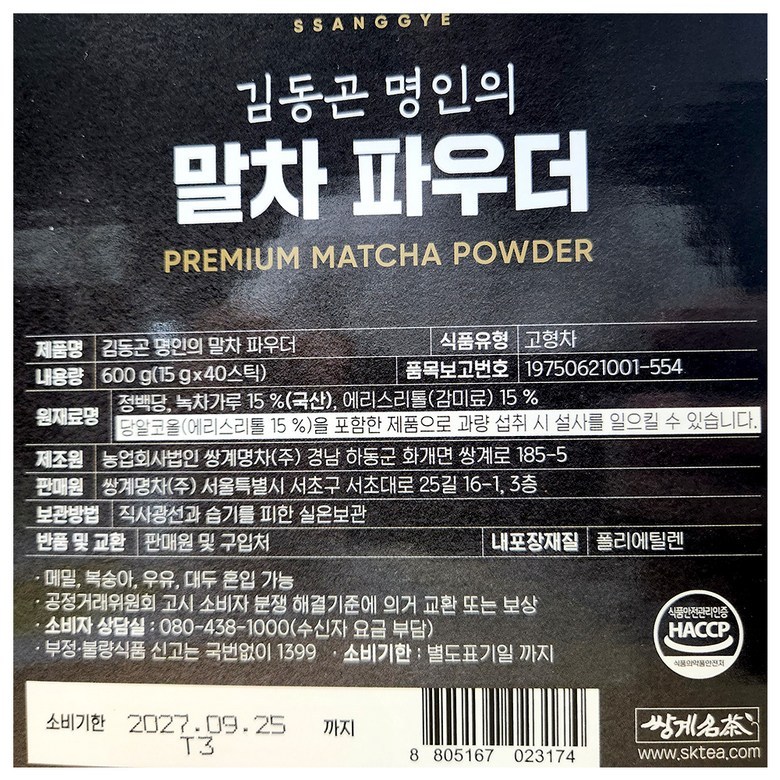 SSANGGYE
김동곤 명인의
말차 파우더
PREMIUM MATCHA POWDER
제품명 김동곤 명인의 말차 파우더 식품유형 고형차
내용량 600 g(15 g×40스틱) 품목보고번호 19750621001-554
원재료명 정백당, 녹차가루 15 %(국산), 에리스리톨(감미료) 15 %
당알코올(에리스리톨 15 %)을 포함한 제품으로 과량 섭취 시 설사를 일으킬 수 있습니다.
제조원 농업회사법인 쌍계명차(주) 경남 하동군 화개면 쌍계로 185-5
판매원 쌍계명차(주) 서울특별시 서초구 서초대로 25길 16-1, 3층
보관방법 직사광선과 습기를 피한 실온보관
반품 및 교환 판매원 및 구입처 내포장재질 폴리에틸렌
· 메밀, 복숭아, 우유, 대두 혼입 가능
· 공정거래위원회 고시 소비자 분쟁 해결기준에 의거 교환 또는 보상
· 소비자 상담실 : 080-438-1000(수신자 요금 부담)
· 부정·불량식품 신고는 국번없이 1399 · 소비기한 : 별도표기일 까지
식품안전관리인증
HACCP
식품의약품안전처
소비기한 2027.09.25 까지
T3
8 805167 023174
쌍계名茶
www.sktea.com